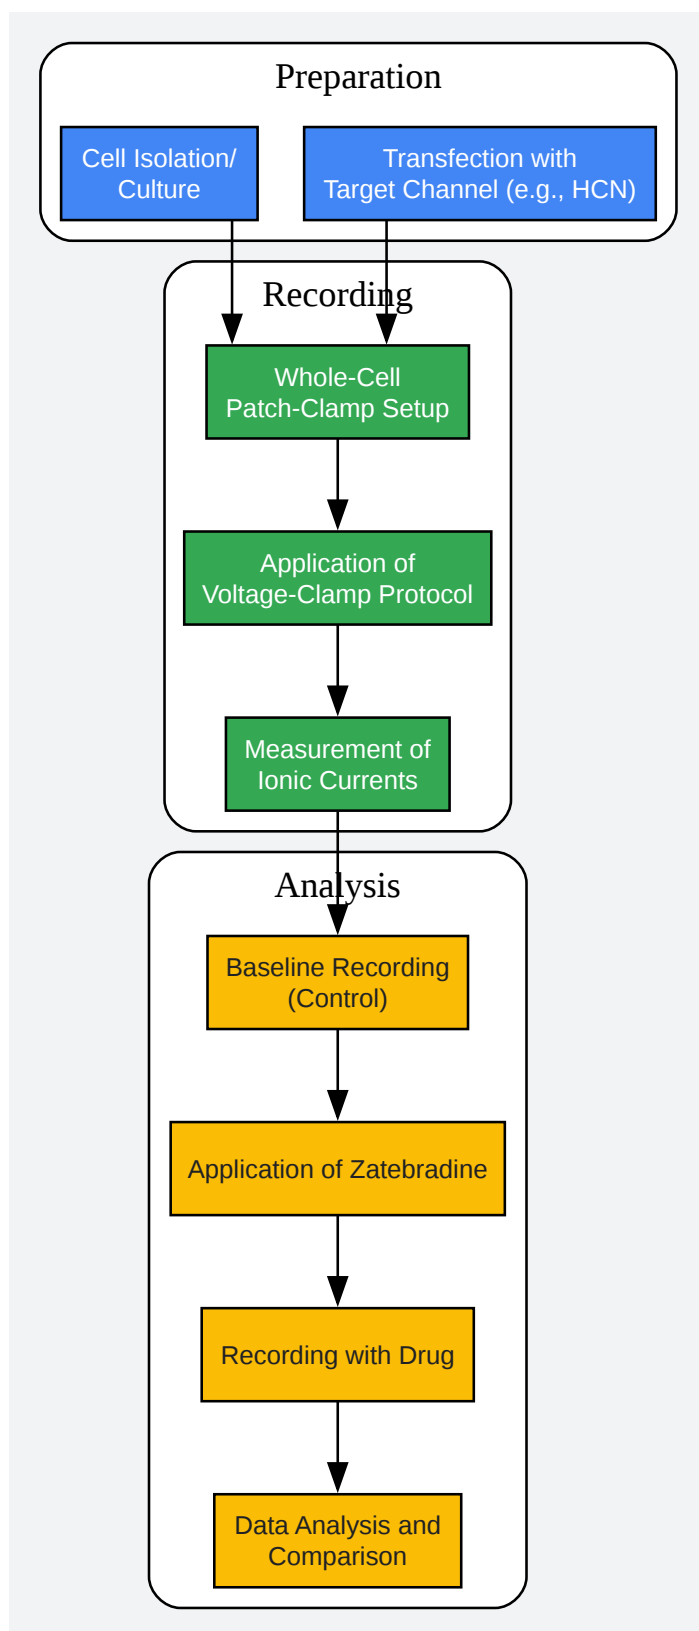 Preparation
Cell Isolation/
Culture
Transfection with
Target Channel (e.g., HCN)
Recording
Whole-Cell
Patch-Clamp Setup
Application of
Voltage-Clamp Protocol
Measurement of
Ionic Currents
Analysis
Baseline Recording
(Control)
Application of Zatebradine
Recording with Drug
Data Analysis and
Comparison